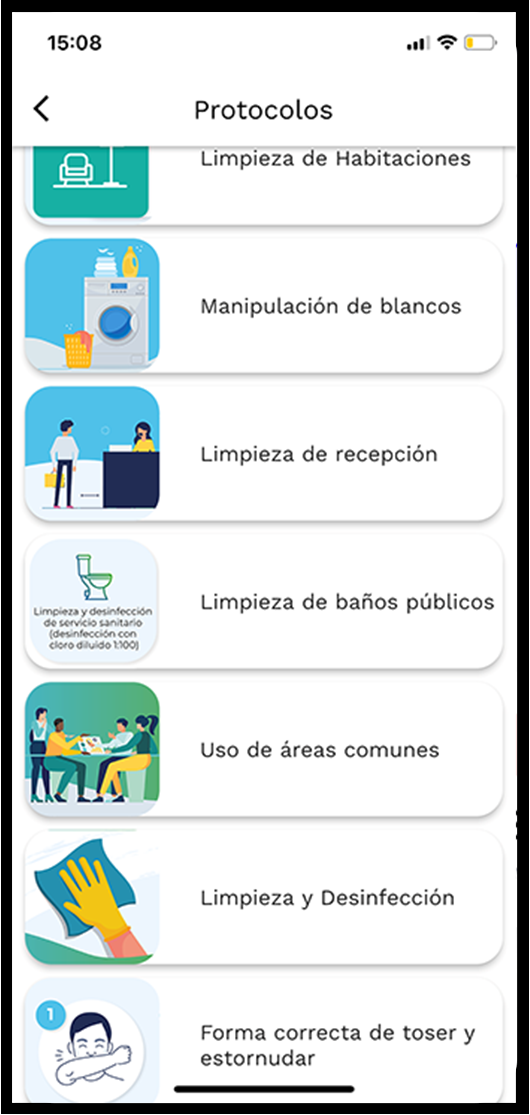 15:08
Protocolos
Limpieza de Habitaciones
Manipulación de blancos
Limpieza de recepción
Limpieza y desinfección
de servicio sanitario
(desinfección con
cloro diluido 1:100)
Limpieza de baños públicos
Uso de áreas comunes
Limpieza y Desinfección
1
Forma correcta de toser y
estornudar